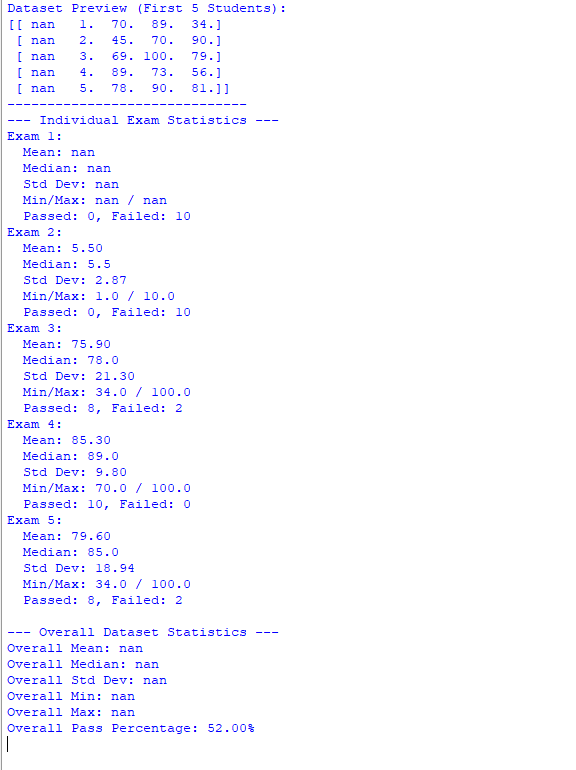 Dataset Preview (First 5 Students):
[[ nan   1.  70.  89.  34.]
 [ nan   2.  45.  70.  90.]
 [ nan   3.  69. 100.  79.]
 [ nan   4.  89.  73.  56.]
 [ nan   5.  78.  90.  81.]]
------------------------------
--- Individual Exam Statistics ---
Exam 1:
  Mean: nan
  Median: nan
  Std Dev: nan
  Min/Max: nan / nan
  Passed: 0, Failed: 10
Exam 2:
  Mean: 5.50
  Median: 5.5
  Std Dev: 2.87
  Min/Max: 1.0 / 10.0
  Passed: 0, Failed: 10
Exam 3:
  Mean: 75.90
  Median: 78.0
  Std Dev: 21.30
  Min/Max: 34.0 / 100.0
  Passed: 8, Failed: 2
Exam 4:
  Mean: 85.30
  Median: 89.0
  Std Dev: 9.80
  Min/Max: 70.0 / 100.0
  Passed: 10, Failed: 0
Exam 5:
  Mean: 79.60
  Median: 85.0
  Std Dev: 18.94
  Min/Max: 34.0 / 100.0
  Passed: 8, Failed: 2

--- Overall Dataset Statistics ---
Overall Mean: nan
Overall Median: nan
Overall Std Dev: nan
Overall Min: nan
Overall Max: nan
Overall Pass Percentage: 52.00%